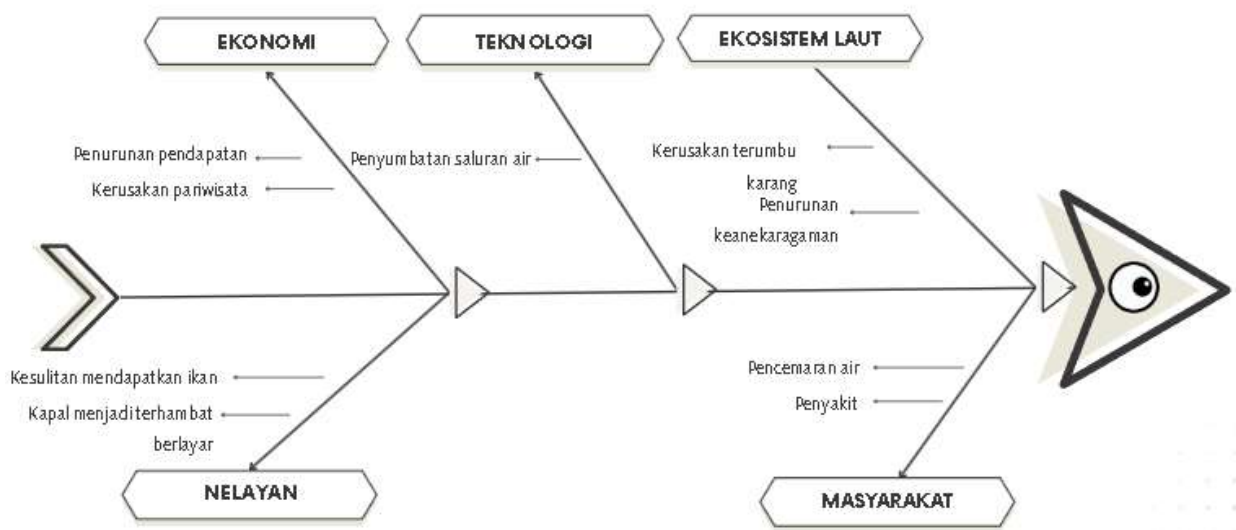 EKONOMI
TEKNOLOGI
EKOSISTEM LAUT
Penurunan pendapatan
Kerusakan pariwisata
Penyumbatan saluran air
Kerusakan terumbu
karang
Penurunan
keanekaragaman
Kesulitan mendapatkan ikan
Kapal menjadi terhambat
berlayar
Pencemaran air
Penyakit
NELAYAN
MASYARAKAT